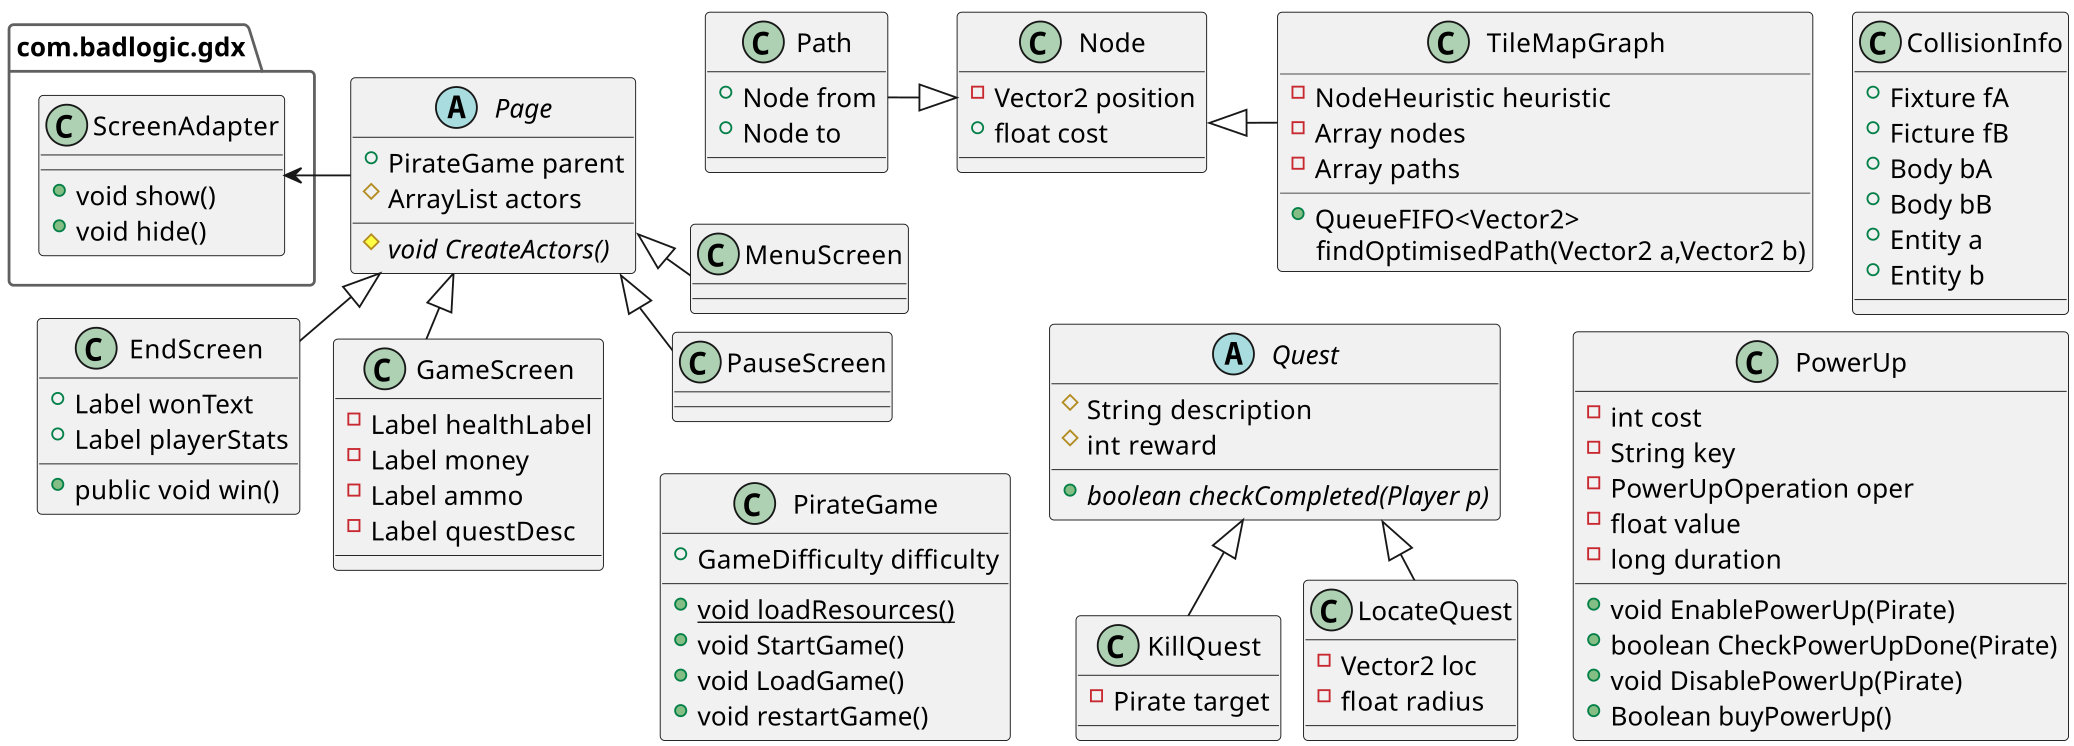 com.badlogic.gdx
C ScreenAdapter
void show()
void hide()
A Page
PirateGame parent
ArrayList actors
void CreateActors()
C Path
Node from
Node to
C Node
Vector2 position
float cost
C TileMapGraph
NodeHeuristic heuristic
Array nodes
Array paths
QueueFIFO<Vector2>
findOptimisedPath(Vector2 a,Vector2 b)
C CollisionInfo
Fixture fA
Ficture fB
Body bA
Body bB
Entity a
Entity b
C MenuScreen
C EndScreen
Label wonText
Label playerStats
public void win()
C GameScreen
Label healthLabel
Label money
Label ammo
Label questDesc
C PauseScreen
C PirateGame
GameDifficulty difficulty
void loadResources()
void StartGame()
void LoadGame()
void restartGame()
A Quest
String description
int reward
boolean checkCompleted(Player p)
C KillQuest
Pirate target
C LocateQuest
Vector2 loc
float radius
C PowerUp
int cost
String key
PowerUpOperation oper
float value
long duration
void EnablePowerUp(Pirate)
boolean CheckPowerUpDone(Pirate)
void DisablePowerUp(Pirate)
Boolean buyPowerUp()